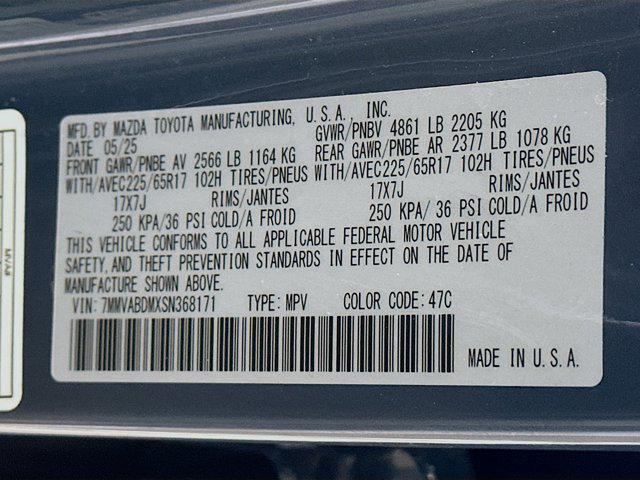 MFD. BY MAZDA TOYOTA MANUFACTURING, U.S.A., INC.
DATE 05/25 GVWR/PNBV 4861 LB 2205 KG
FRONT GAWR/PNBE AV 2566 LB 1164 KG REAR GAWR/PNBE AR 2377 LB 1078 KG
WITH/AVEC225/65R17 102H TIRES/PNEUS WITH/AVEC225/65R17 102H TIRES/PNEUS
17X7J RIMS/JANTES 17X7J RIMS/JANTES
250 KPA/36 PSI COLD/A FROID 250 KPA/ 36 PSI COLD/A FROID
THIS VEHICLE CONFORMS TO ALL APPLICABLE FEDERAL MOTOR VEHICLE
SAFETY, AND THEFT PREVENTION STANDARDS IN EFFECT ON THE DATE OF
MANUFACTURE SHOWN ABOVE.
VIN: 7MMVABDMXSN368171 TYPE: MPV COLOR CODE: 47C
MADE IN U.S.A.